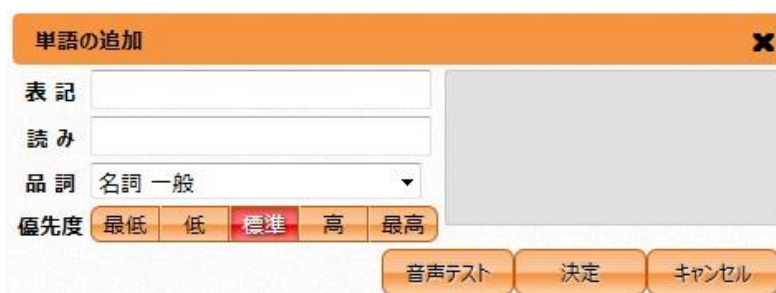 単語の追加
表記
読み
品詞 名詞 一般
優先度 最低 低 標準 高 最高
音声テスト 決定 キャンセル